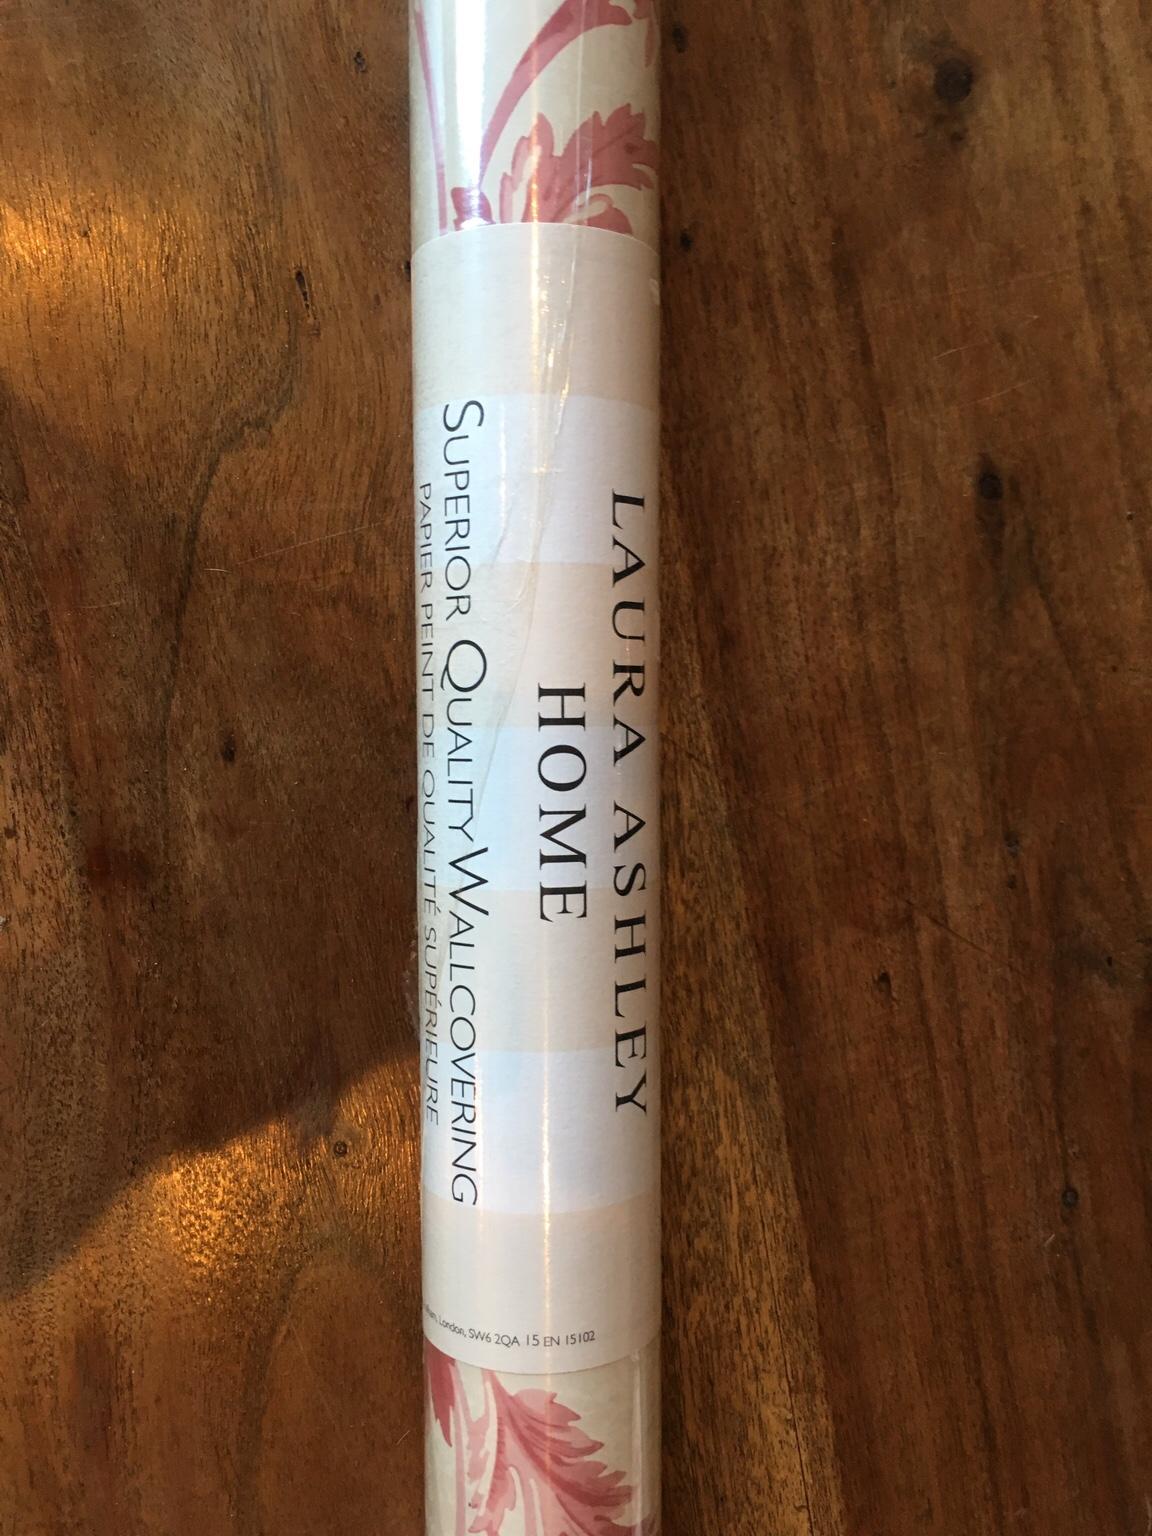 LAURA ASHLEY
HOME
SUPERIOR QUALITY WALLCOVERING
PAPIER PEINT DE QUALITÉ SUPÉRIEURE
London, SW6 2QA 15 EN 15102